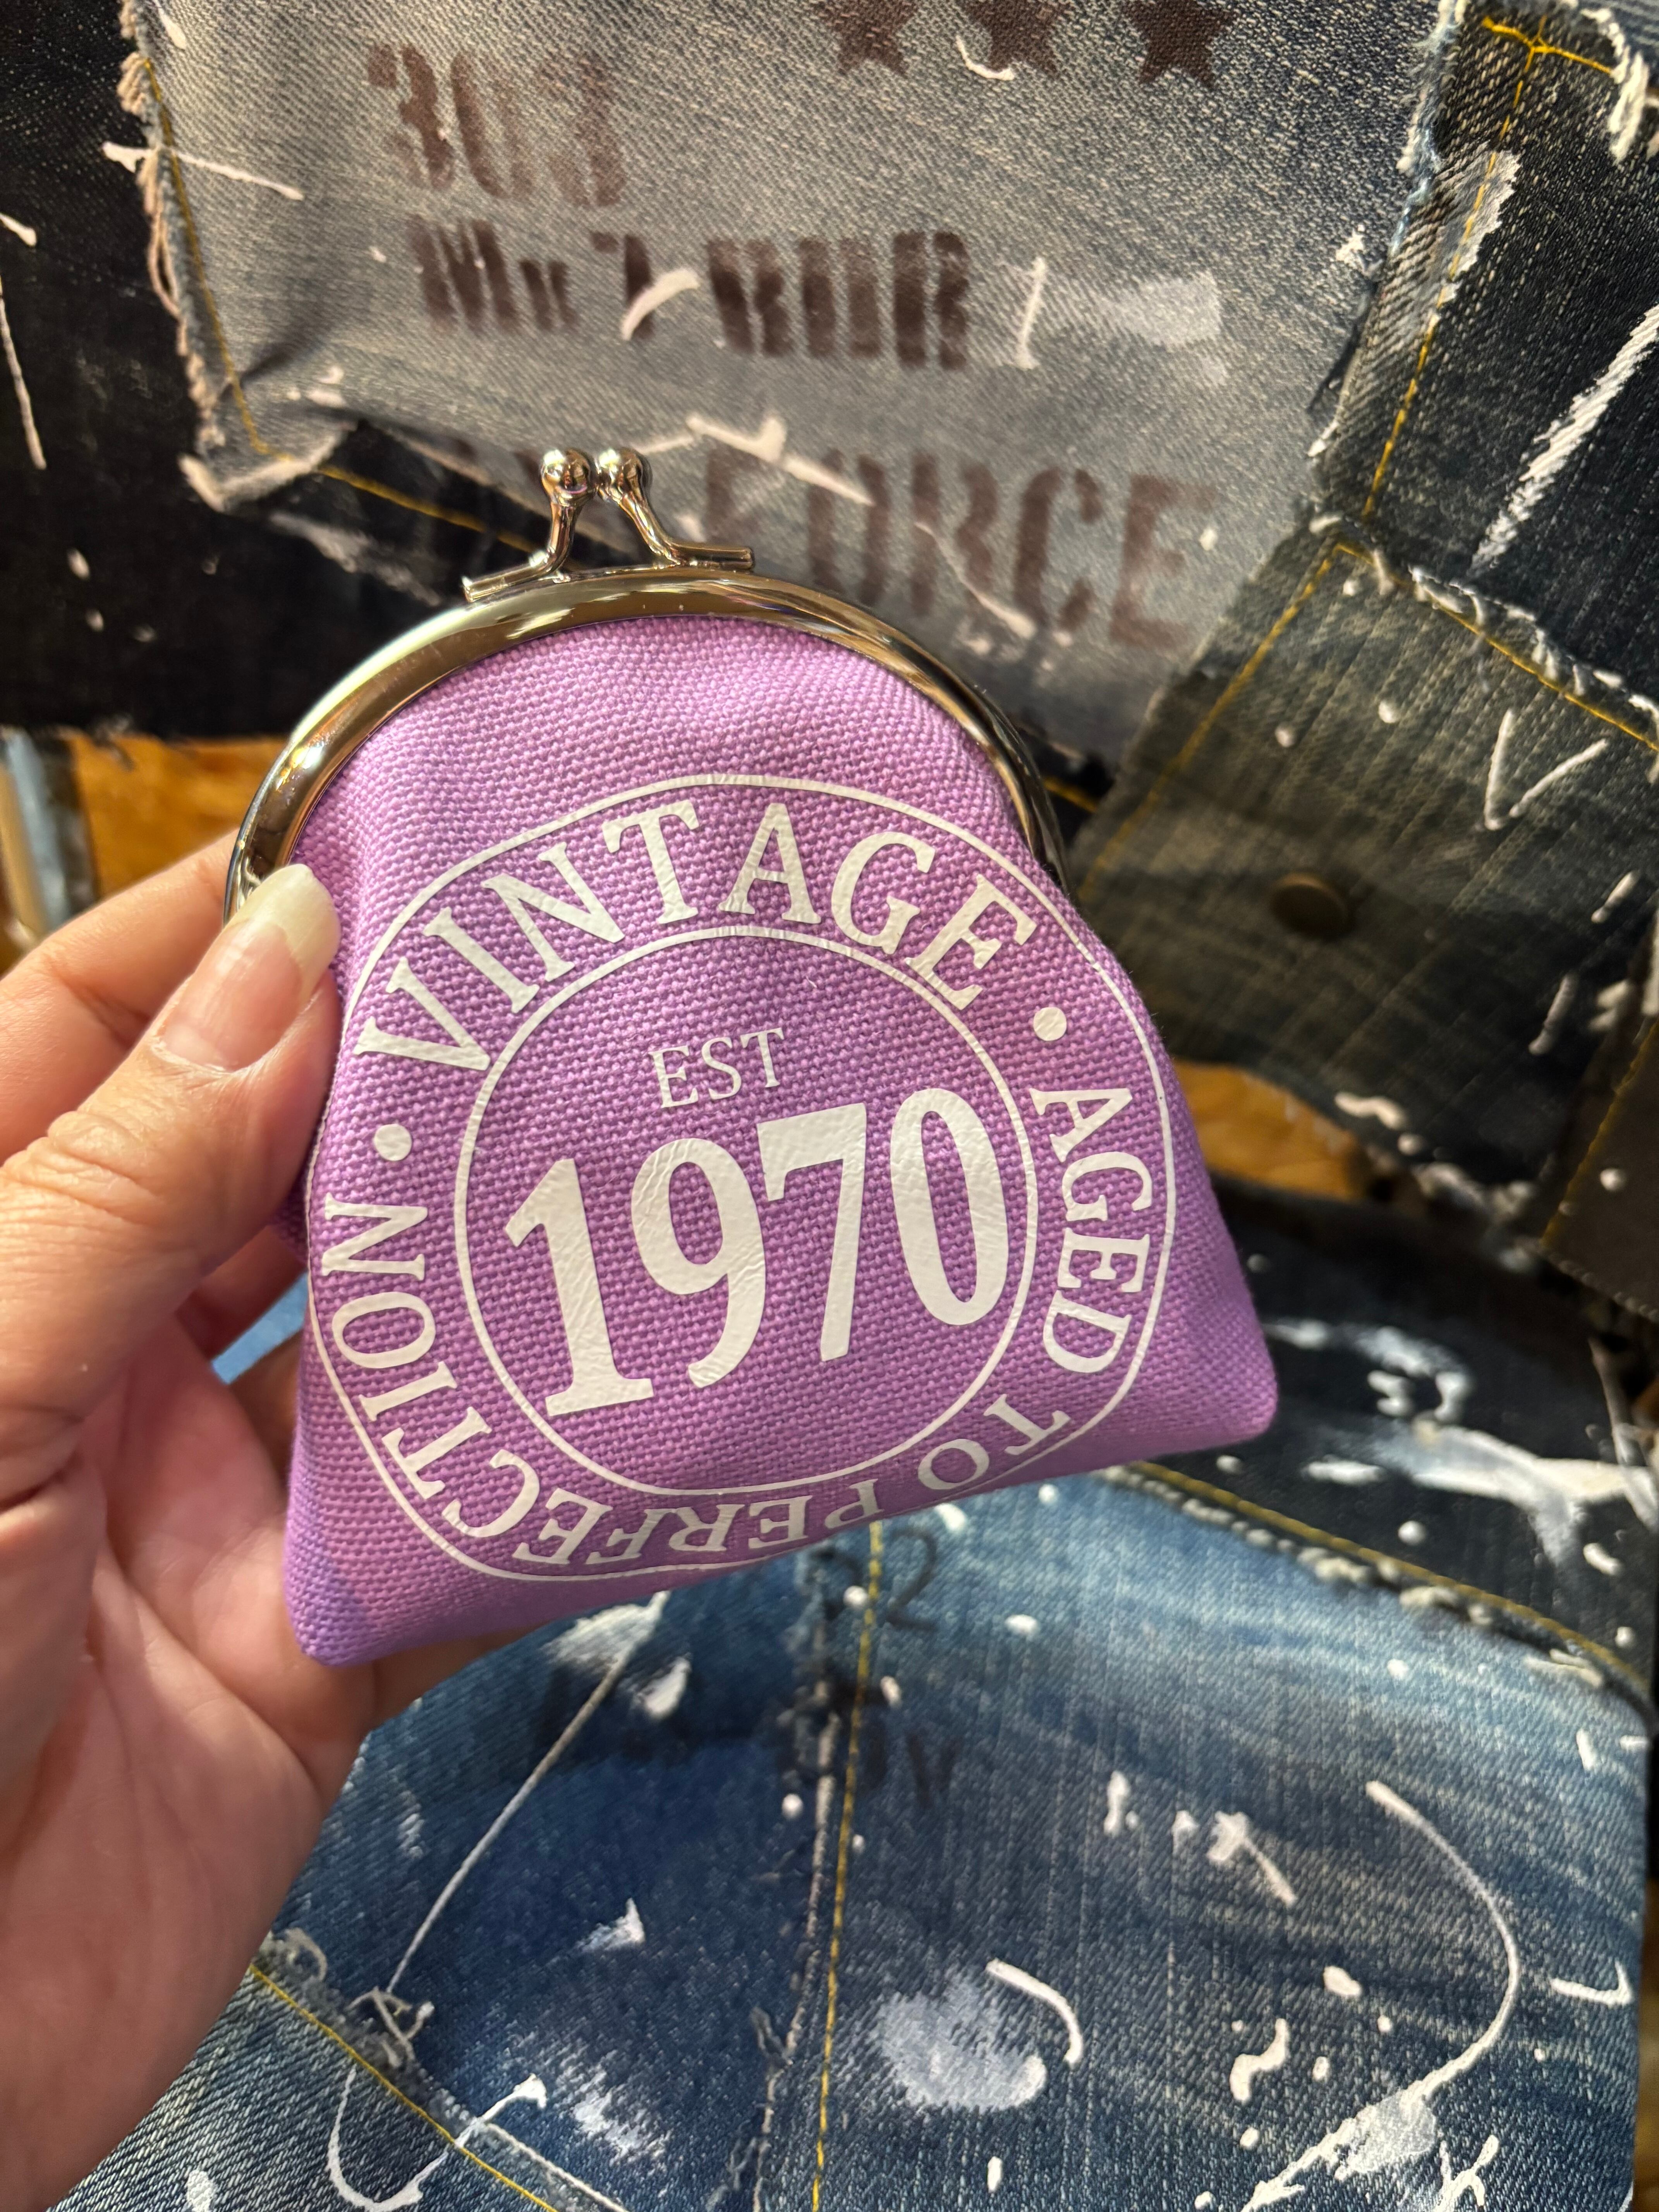 FORCE
VINTAGE • AGED TO PERFECTION •
EST
1970